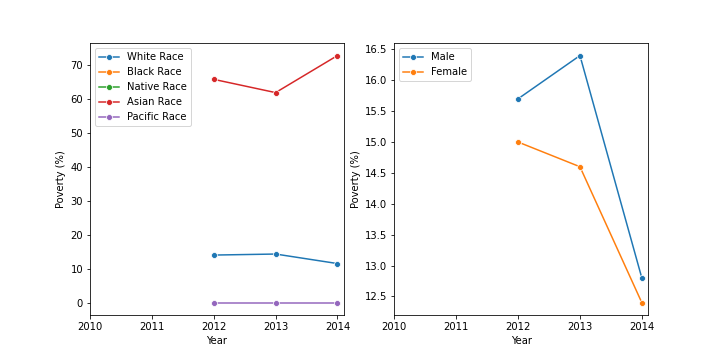 White Race
Black Race
Native Race
Asian Race
Pacific Race
70
60
50
40
30
20
10
0
Poverty (%)
2010 2011 2012 2013 2014
Year
Male
Female
16.5
16.0
15.5
15.0
14.5
14.0
13.5
13.0
12.5
Poverty (%)
2010 2011 2012 2013 2014
Year